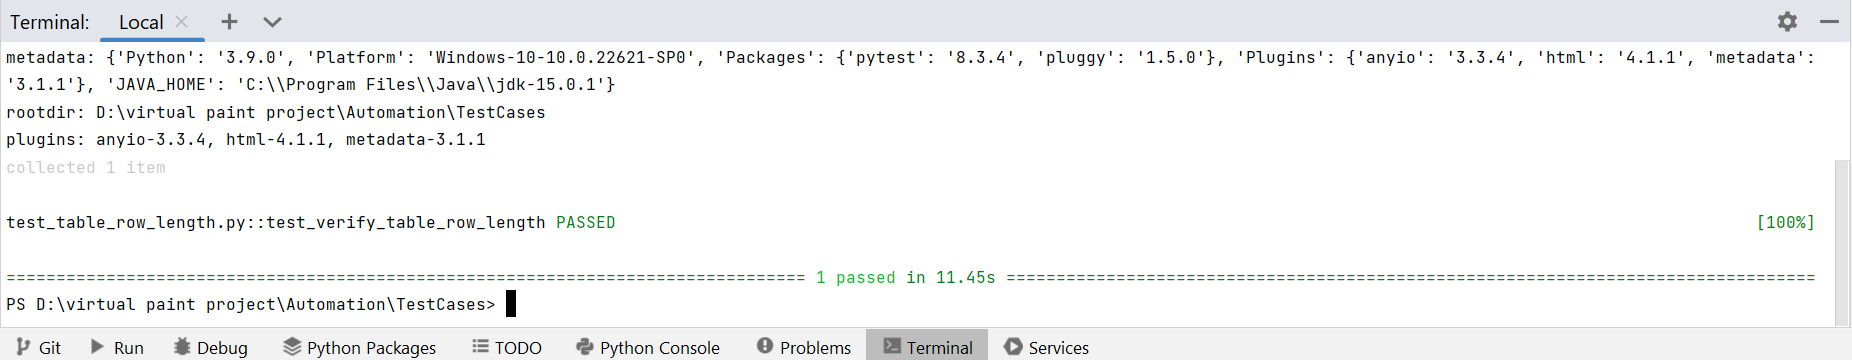 Terminal: Local
metadata: {'Python': '3.9.0', 'Platform': 'Windows-10-10.0.22621-SP0', 'Packages': {'pytest': '8.3.4', 'pluggy': '1.5.0'}, 'Plugins': {'anyio': '3.3.4', 'html': '4.1.1', 'metadata':
'3.1.1'}, 'JAVA_HOME': 'C:\\Program Files\\Java\\jdk-15.0.1'}
rootdir: D:\virtual paint project\Automation\TestCases
plugins: anyio-3.3.4, html-4.1.1, metadata-3.1.1
collected 1 item
test_table_row_length.py::test_verify_table_row_length PASSED [100%]
================================================================================ 1 passed in 11.45s =================================================================================
PS D:\virtual paint project\Automation\TestCases>
Git Run Debug Python Packages TODO Python Console Problems Terminal Services